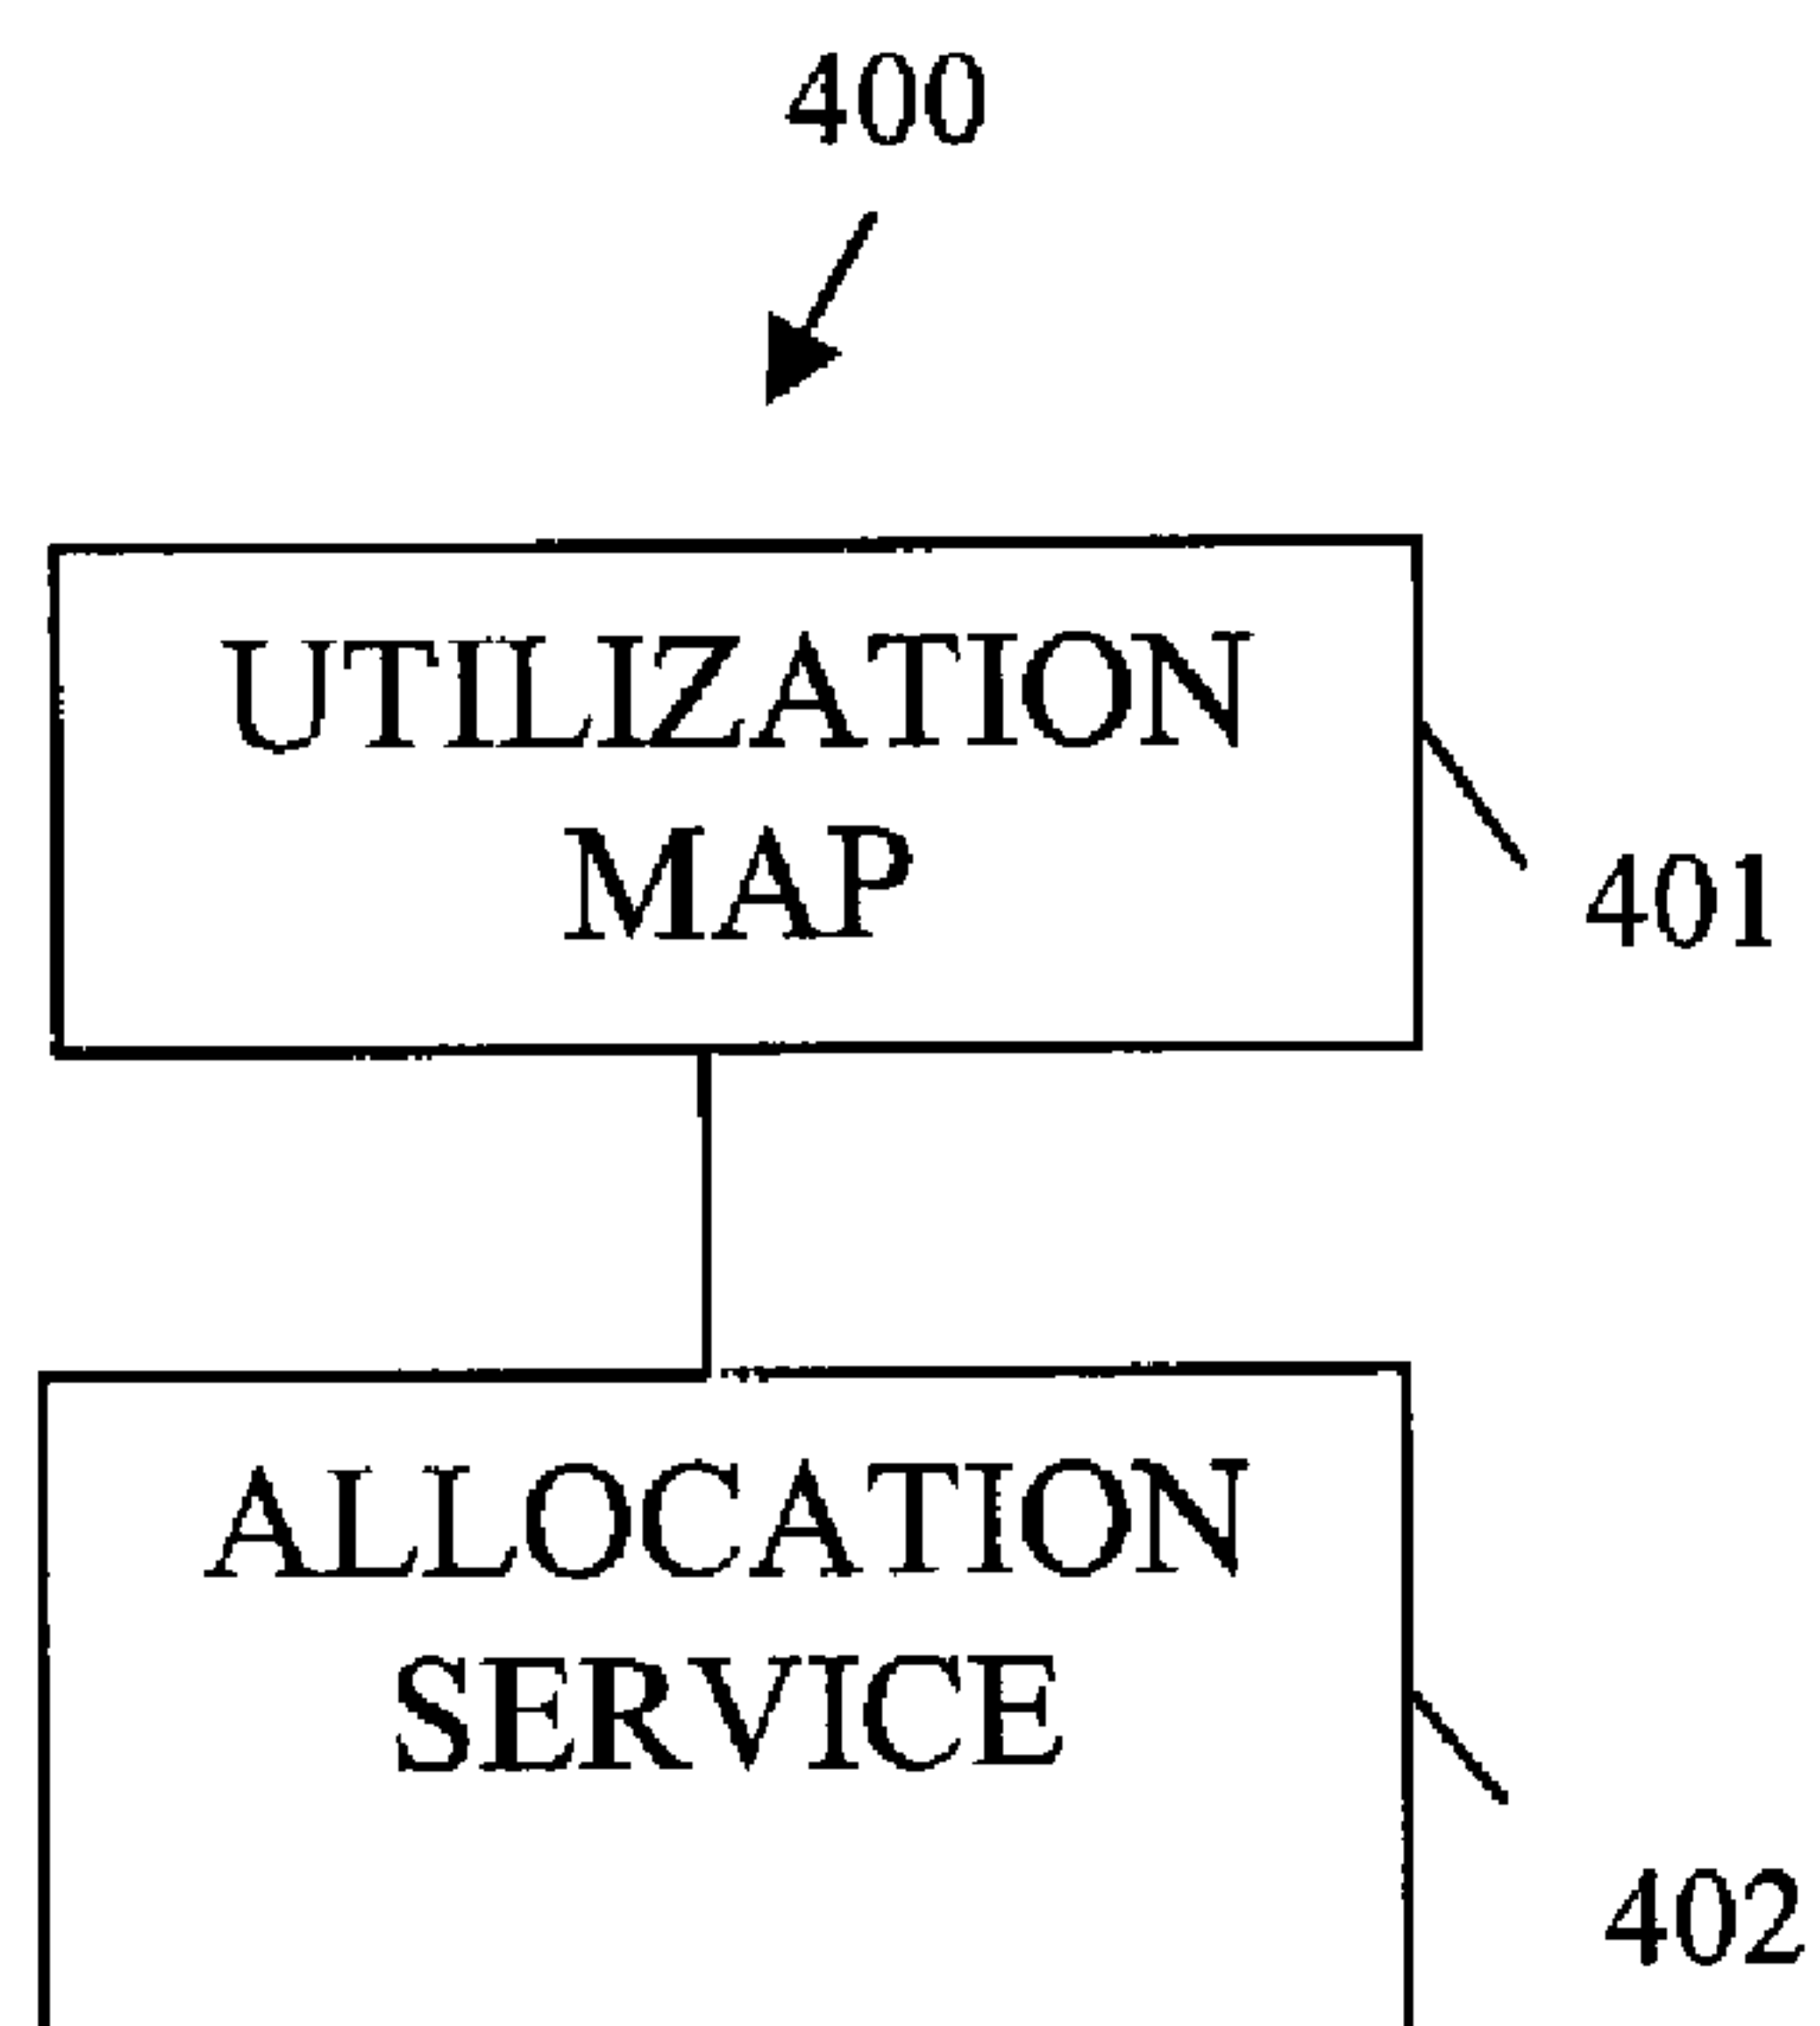 400
UTILIZATION
MAP
401
ALLOCATION
SERVICE
402